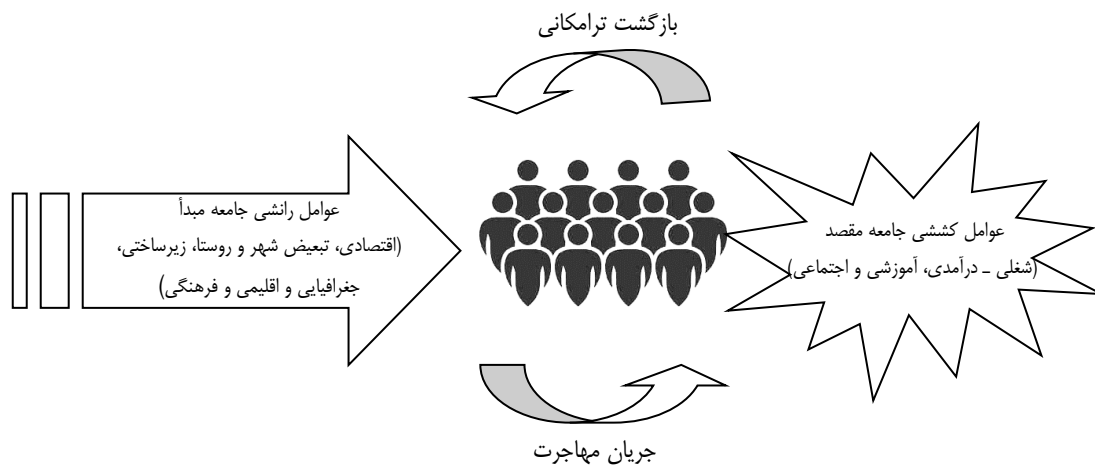 بازگشت ترامکانی
عوامل رانشی جامعه مبدأ
(اقتصادی، تبعیض شهر و روستا، زیرساختی،
جغرافیایی و اقلیمی و فرهنگی)
عوامل کششی جامعه مقصد
(شغلی ـ درآمدی، آموزشی و اجتماعی)
جریان مهاجرت